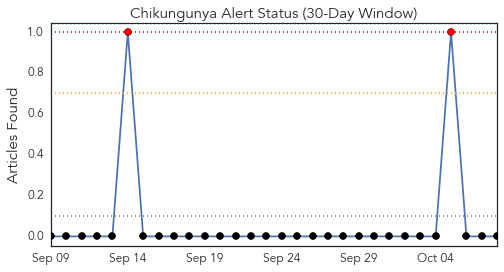 Chikungunya Alert Status (30-Day Window)
Articles Found
1.0
0.8
0.6
0.4
0.2
0.0
Sep 09 Sep 14 Sep 19 Sep 24 Sep 29 Oct 04